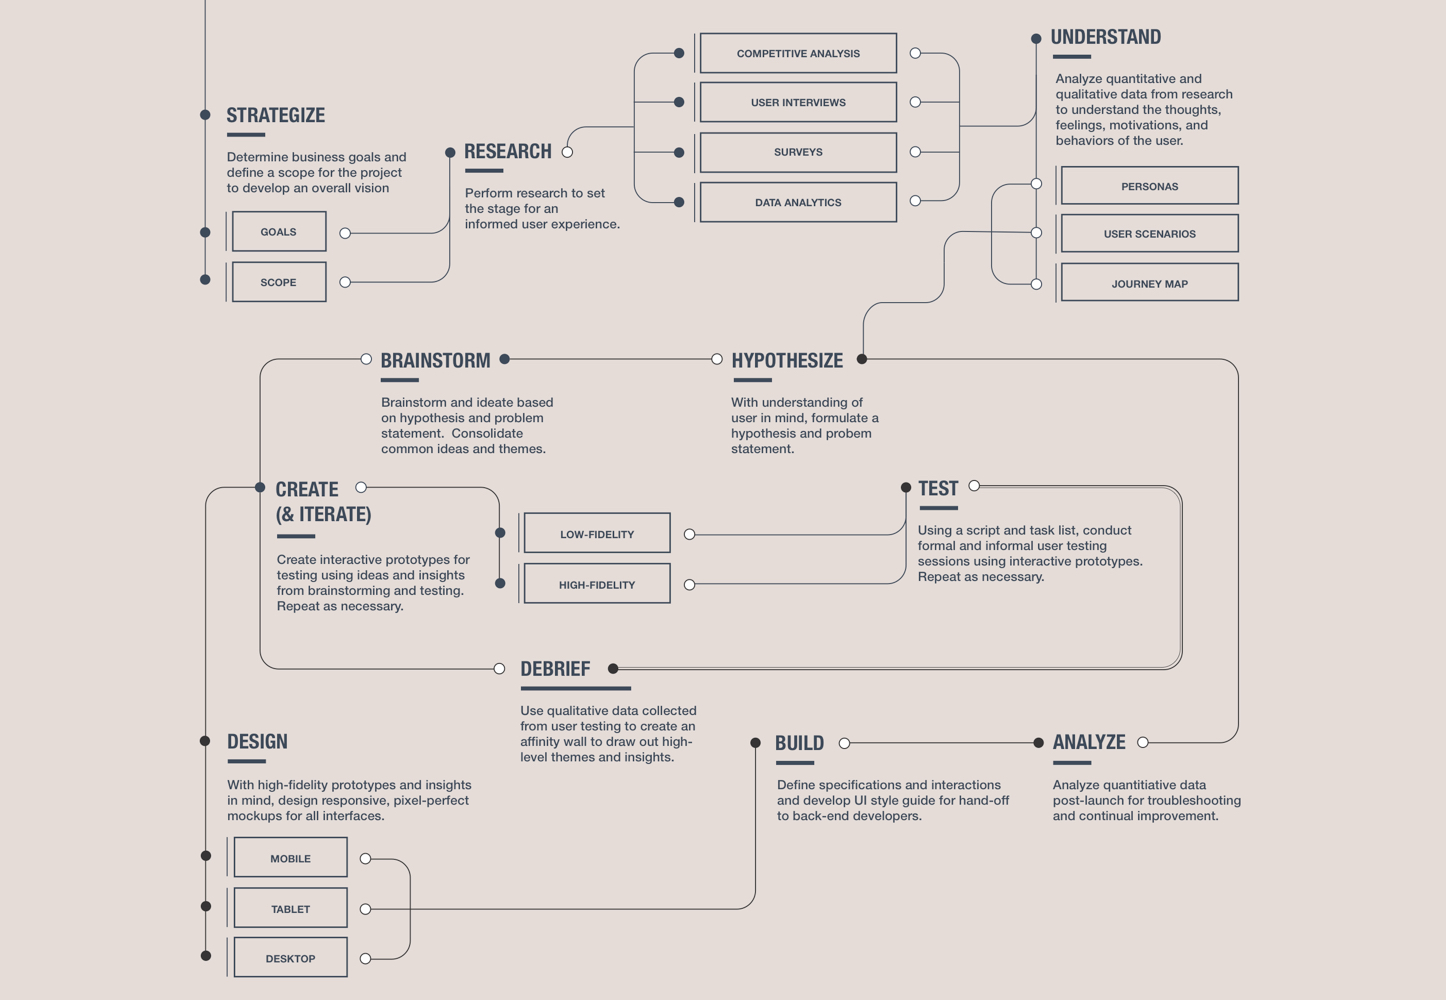 STRATEGIZE
Determine business goals and
define a scope for the project
to develop an overall vision
GOALS
SCOPE
RESEARCH
Perform research to set
the stage for an
informed user experience.
COMPETITIVE ANALYSIS
USER INTERVIEWS
SURVEYS
DATA ANALYTICS
UNDERSTAND
Analyze quantitative and
qualitative data from research
to understand the thoughts,
feelings, motivations, and
behaviors of the user.
PERSONAS
USER SCENARIOS
JOURNEY MAP
HYPOTHESIZE
With understanding of
user in mind, formulate a
hypothesis and probem
statement.
BRAINSTORM
Brainstorm and ideate based
on hypothesis and problem
statement.  Consolidate
common ideas and themes.
CREATE
(& ITERATE)
Create interactive prototypes for
testing using ideas and insights
from brainstorming and testing.
Repeat as necessary.
LOW-FIDELITY
HIGH-FIDELITY
TEST
Using a script and task list, conduct
formal and informal user testing
sessions using interactive prototypes.
Repeat as necessary.
DEBRIEF
Use qualitative data collected
from user testing to create an
affinity wall to draw out high-
level themes and insights.
DESIGN
With high-fidelity prototypes and insights
in mind, design responsive, pixel-perfect
mockups for all interfaces.
MOBILE
TABLET
DESKTOP
BUILD
Define specifications and interactions
and develop UI style guide for hand-off
to back-end developers.
ANALYZE
Analyze quantitiative data
post-launch for troubleshooting
and continual improvement.